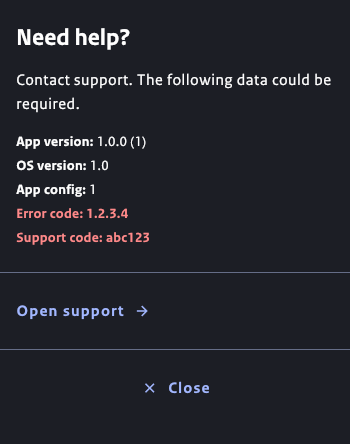 Need help?
Contact support. The following data could be
required.
App version: 1.0.0 (1)
OS version: 1.0
App config: 1
Error code: 1.2.3.4
Support code: abc123
Open support →
× Close